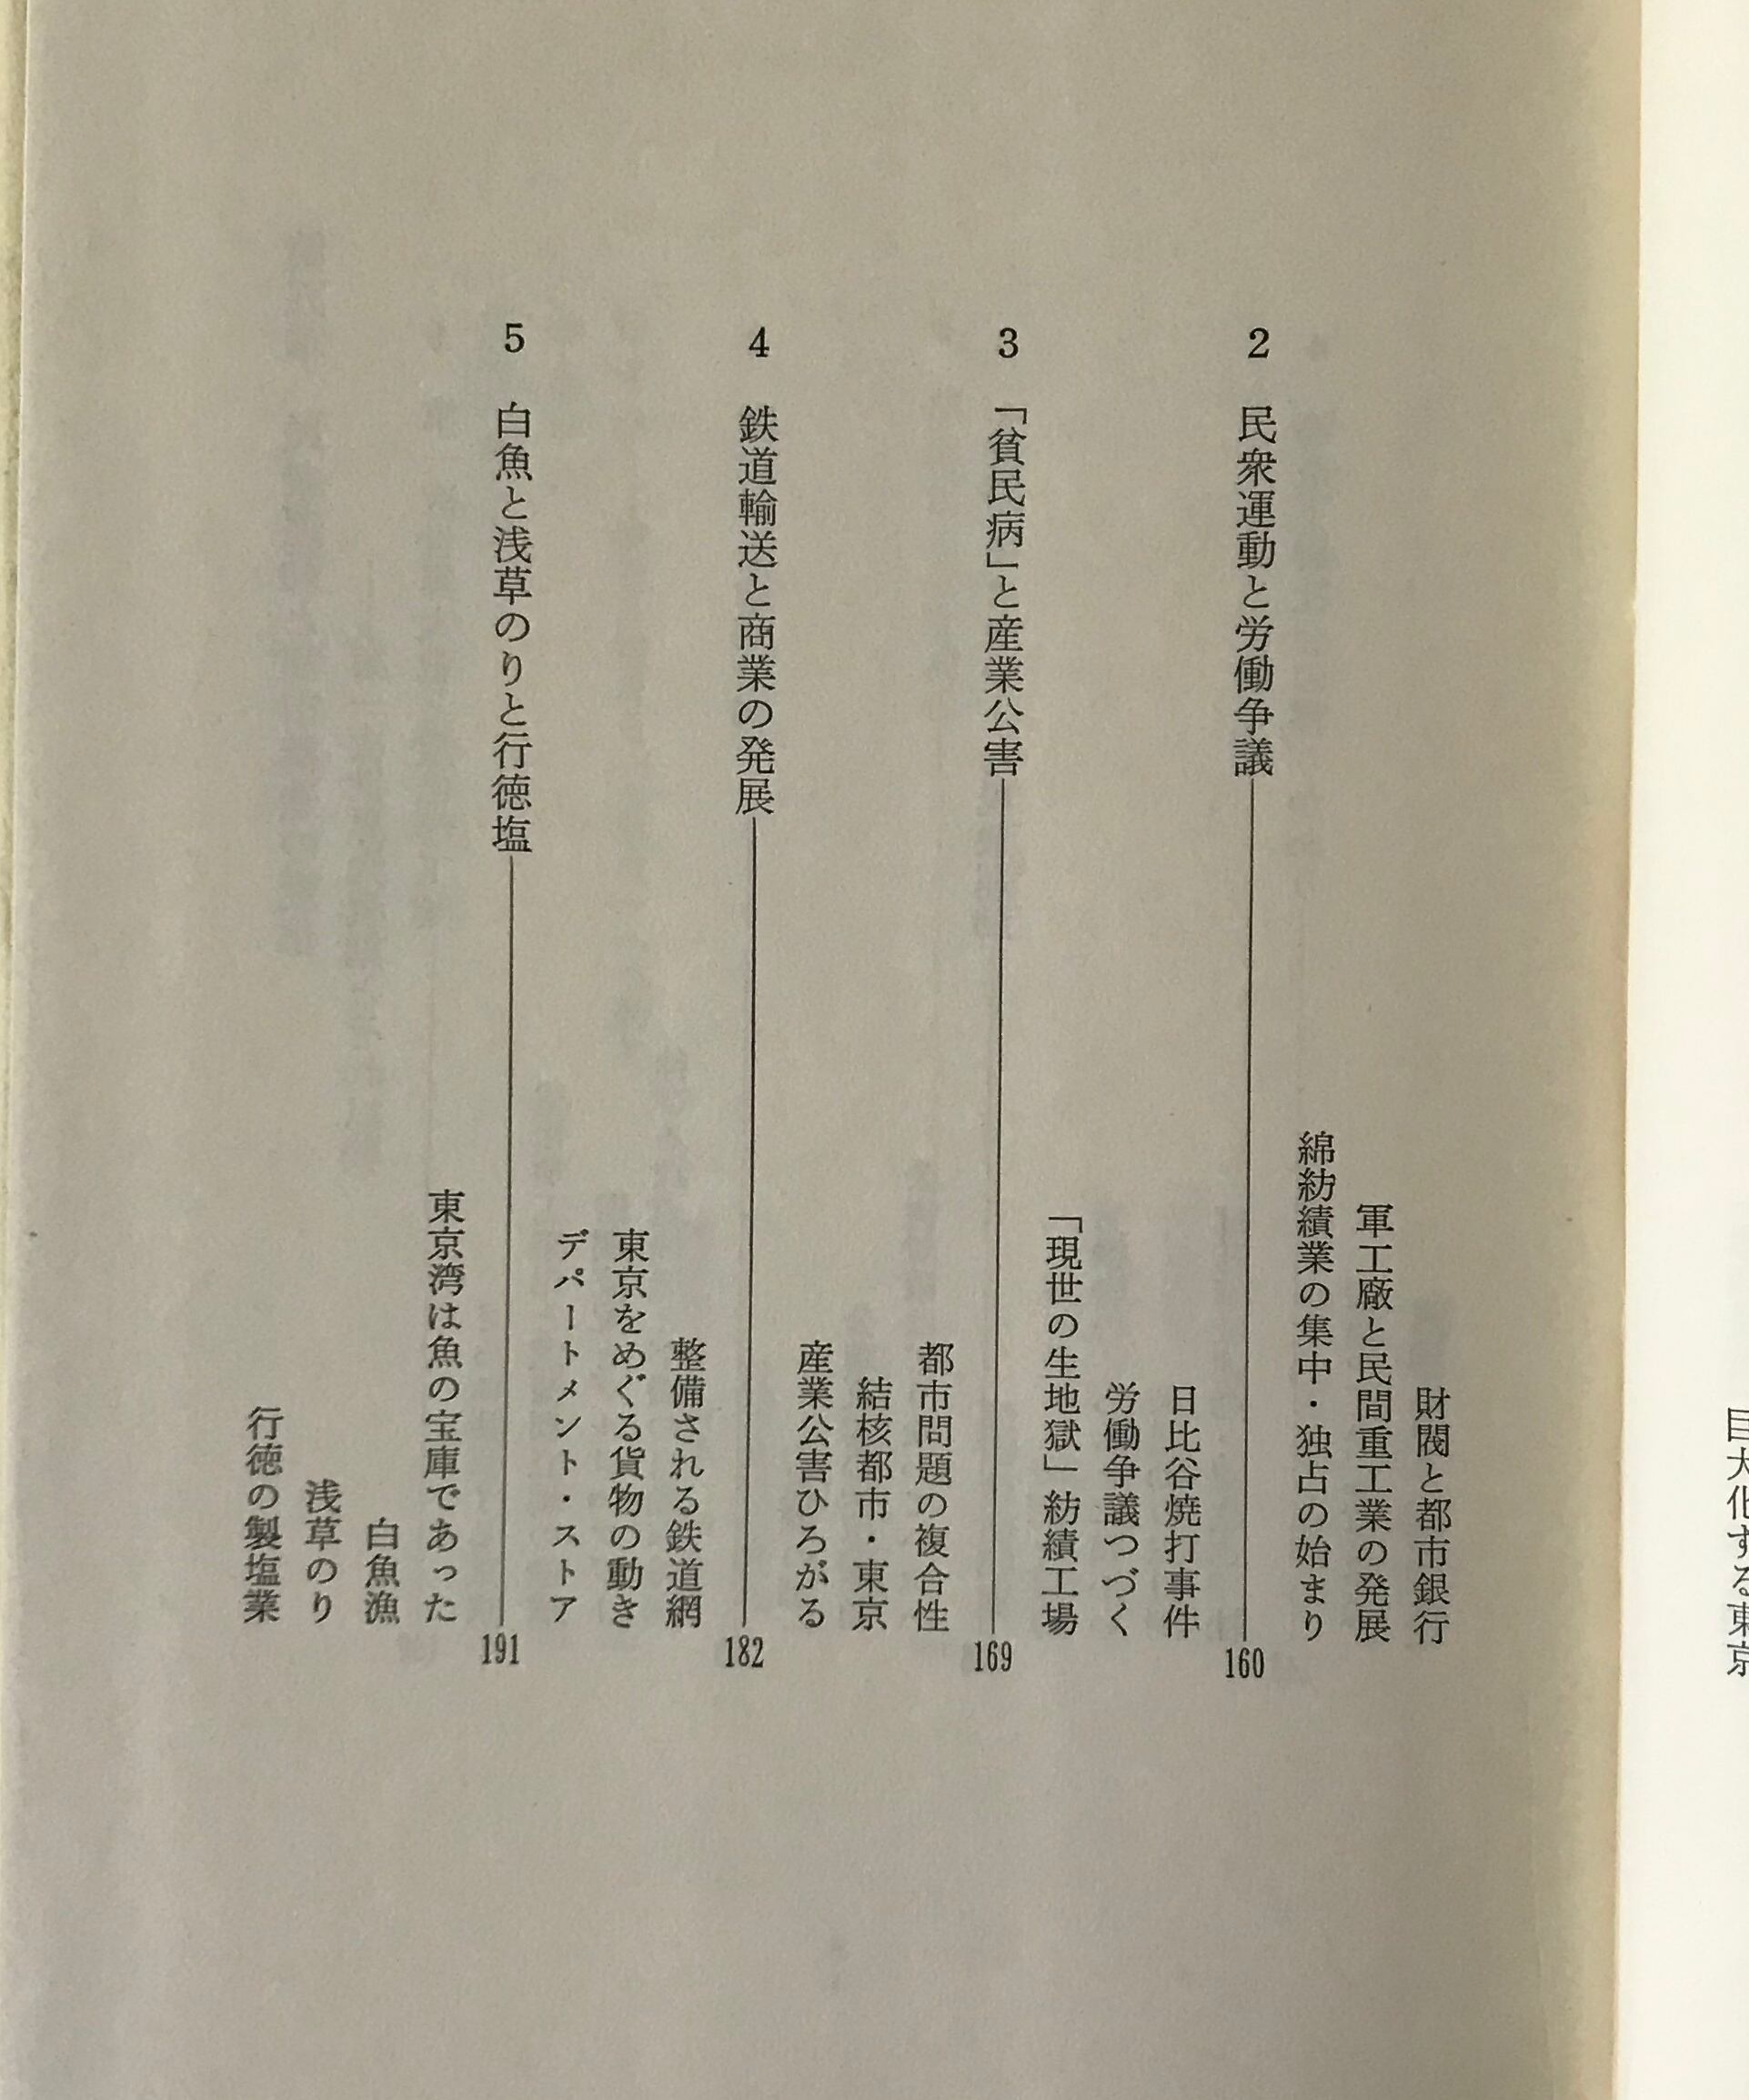 巨大化する東京
財閥と都市銀行
軍工廠と民間重工業の発展
綿紡績業の集中・独占の始まり
2 民衆運動と労働争議 160
日比谷焼打事件
労働争議つづく
「現世の生地獄」紡績工場
3 「貧民病」と産業公害 169
都市問題の複合性
結核都市・東京
産業公害ひろがる
4 鉄道輸送と商業の発展 182
整備される鉄道網
東京をめぐる貨物の動き
デパートメント・ストア
5 白魚と浅草のりと行徳塩 191
東京湾は魚の宝庫であった
白魚漁
浅草のり
行徳の製塩業